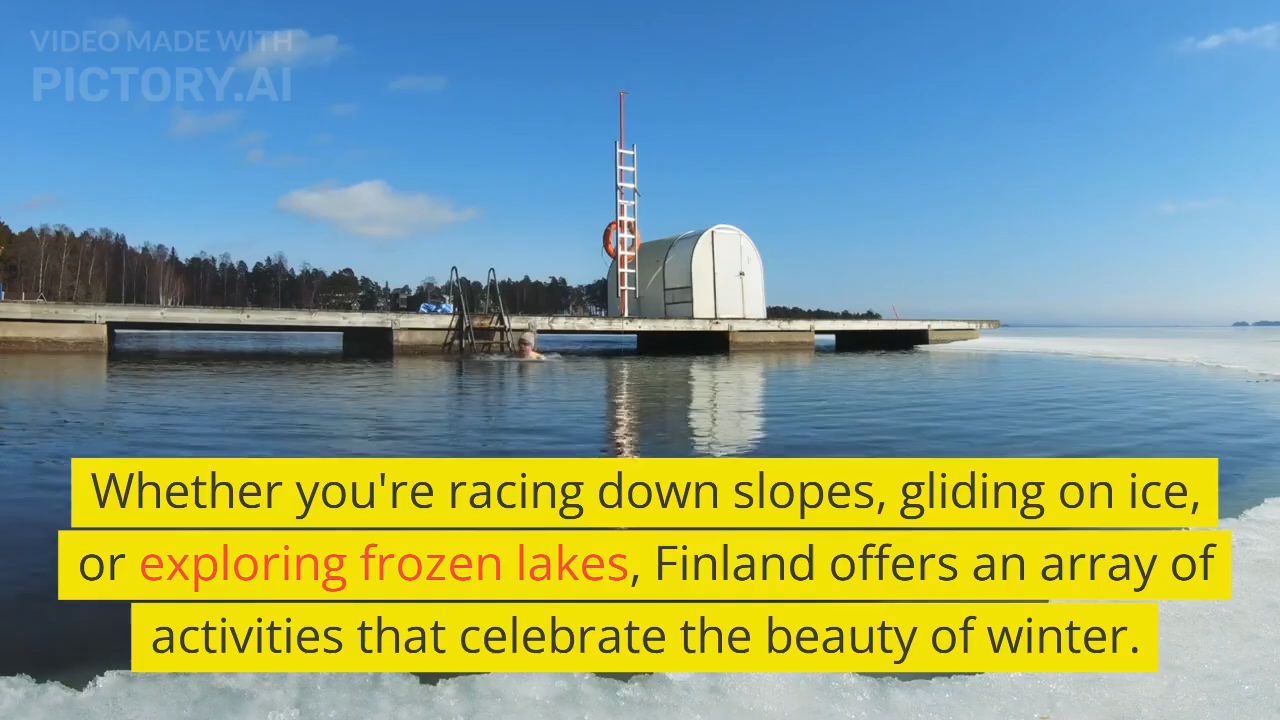 VIDEO MADE WITH
PICTORY.AI
Whether you're racing down slopes, gliding on ice,
or exploring frozen lakes, Finland offers an array of
activities that celebrate the beauty of winter.